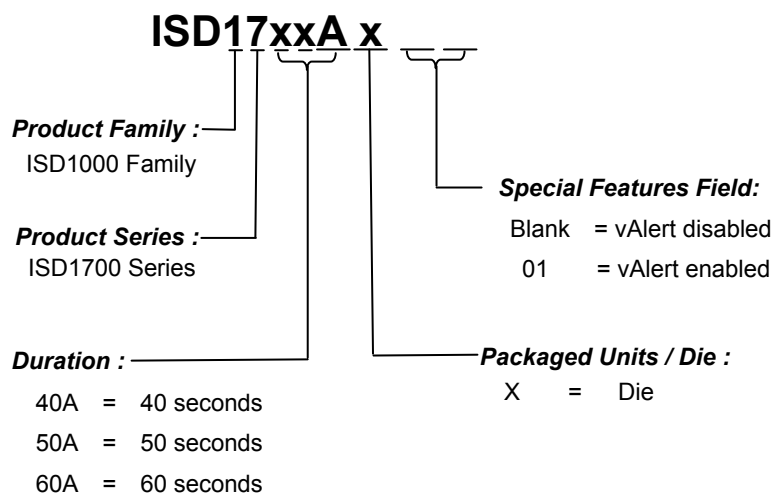 ISD17xxA x
Product Family :
ISD1000 Family
Product Series :
ISD1700 Series
Duration :
40A = 40 seconds
50A = 50 seconds
60A = 60 seconds
Special Features Field:
Blank = vAlert disabled
01 = vAlert enabled
Packaged Units / Die :
X = Die